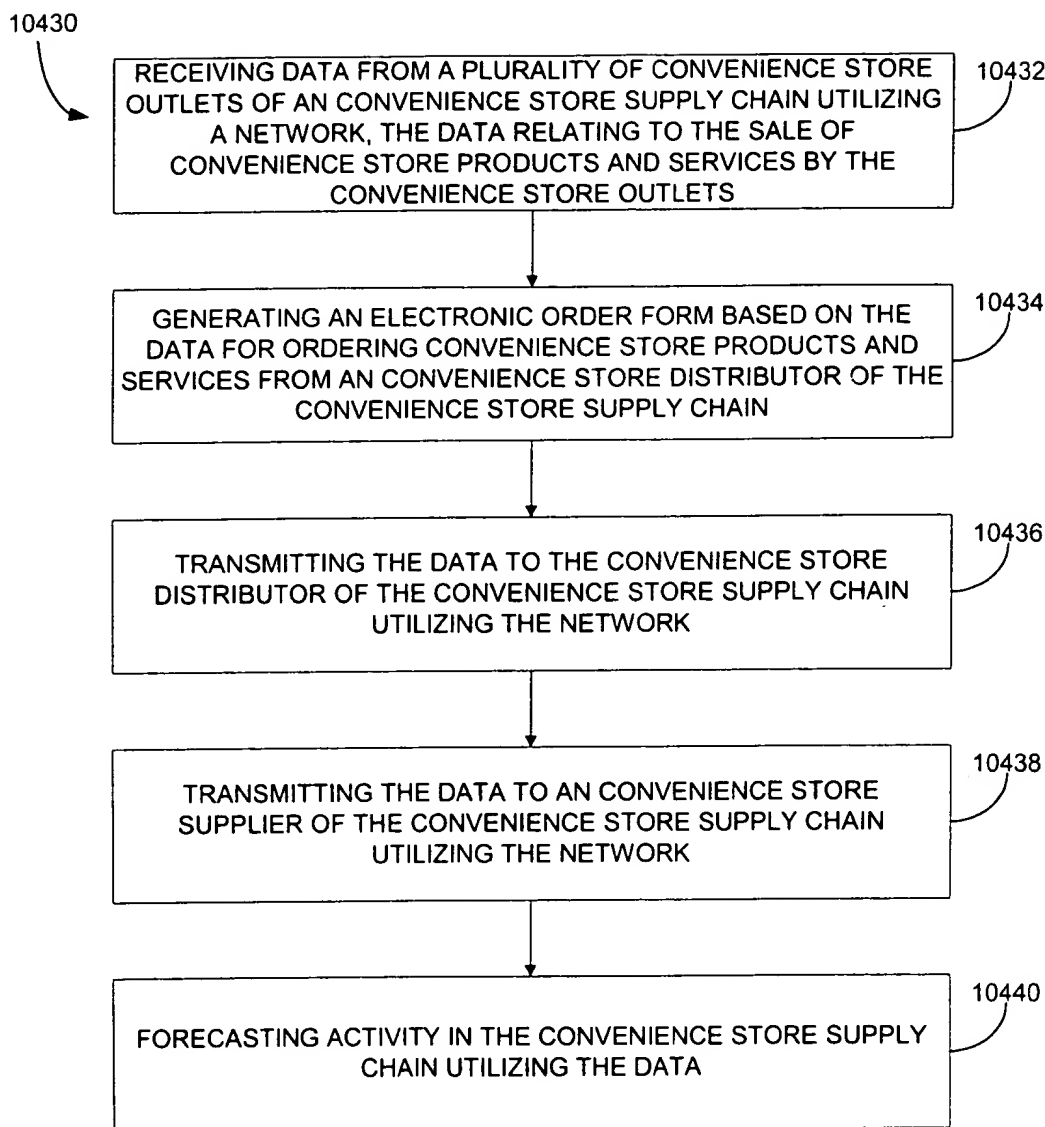 10430
RECEIVING DATA FROM A PLURALITY OF CONVENIENCE STORE
OUTLETS OF AN CONVENIENCE STORE SUPPLY CHAIN UTILIZING
A NETWORK, THE DATA RELATING TO THE SALE OF
CONVENIENCE STORE PRODUCTS AND SERVICES BY THE
CONVENIENCE STORE OUTLETS
10432
GENERATING AN ELECTRONIC ORDER FORM BASED ON THE
DATA FOR ORDERING CONVENIENCE STORE PRODUCTS AND
SERVICES FROM AN CONVENIENCE STORE DISTRIBUTOR OF THE
CONVENIENCE STORE SUPPLY CHAIN
10434
TRANSMITTING THE DATA TO THE CONVENIENCE STORE
DISTRIBUTOR OF THE CONVENIENCE STORE SUPPLY CHAIN
UTILIZING THE NETWORK
10436
TRANSMITTING THE DATA TO AN CONVENIENCE STORE
SUPPLIER OF THE CONVENIENCE STORE SUPPLY CHAIN
UTILIZING THE NETWORK
10438
FORECASTING ACTIVITY IN THE CONVENIENCE STORE SUPPLY
CHAIN UTILIZING THE DATA
10440